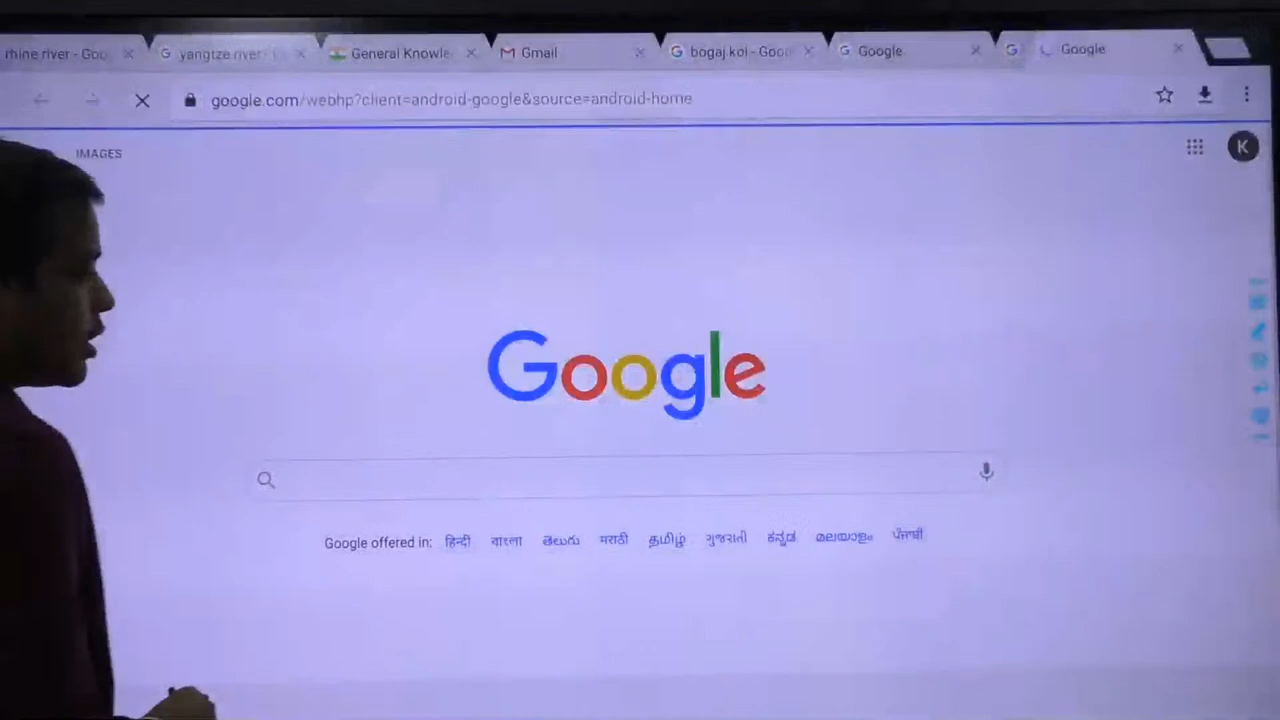 rhine river - Goo
yangtze river -
General Knowle
Gmail
bogaj koi - Goo
Google
Google
google.com/webhp?client=android-google&source=android-home
IMAGES
K
Google
Google offered in: हिन्दी বাংলা తెలుగు मराठी தமிழ் ગુજરાતી ಕನ್ನಡ മലയാളം ਪੰਜਾਬੀ